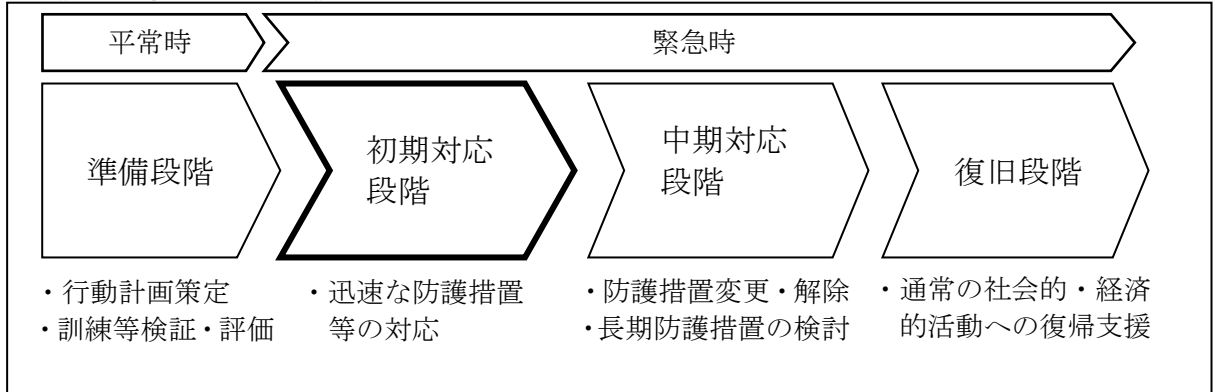 平常時
緊急時
準備段階
初期対応
段階
中期対応
段階
復旧段階
・行動計画策定
・訓練等検証・評価
・迅速な防護措置
等の対応
・防護措置変更・解除
・長期防護措置の検討
・通常の社会的・経済
的活動への復帰支援